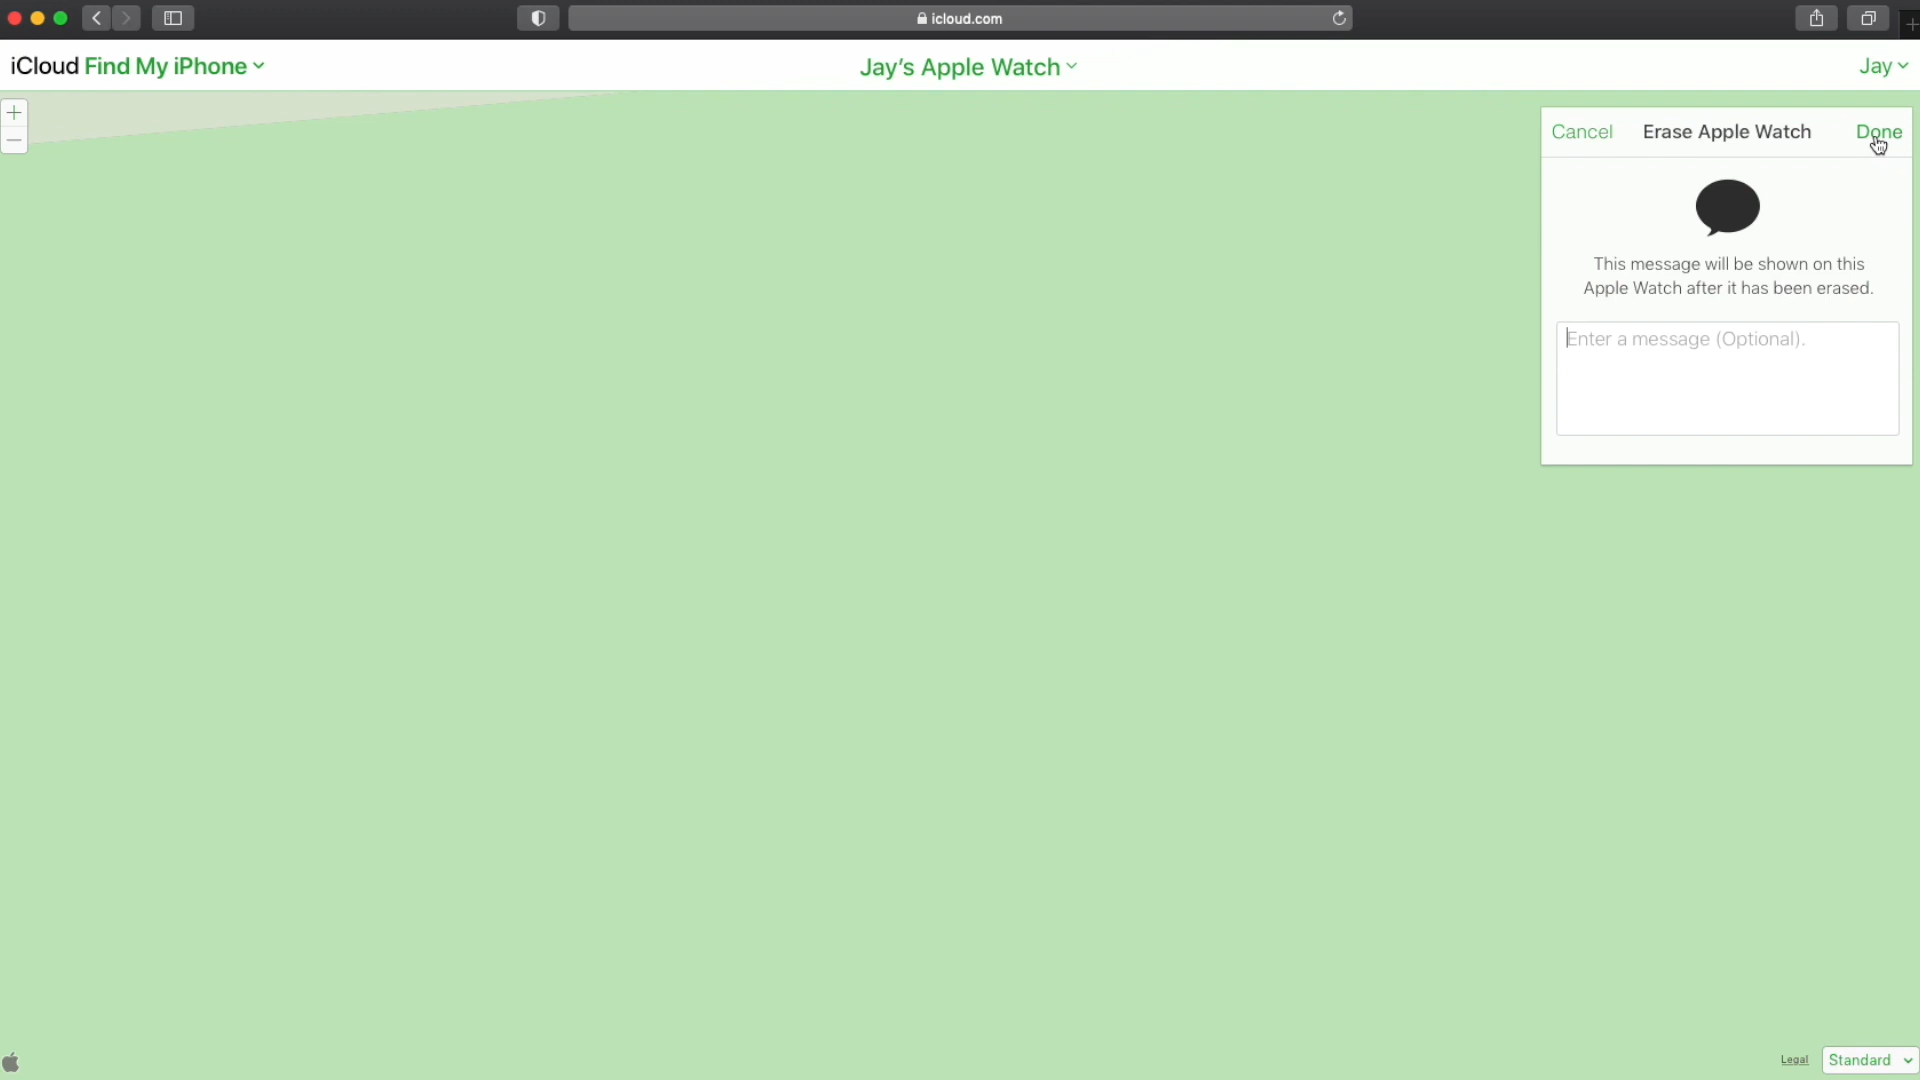 icloud.com
iCloud Find My iPhone
Jay's Apple Watch
Jay
Cancel
Erase Apple Watch
Done
This message will be shown on this
Apple Watch after it has been erased.
Enter a message (Optional).
Legal
Standard